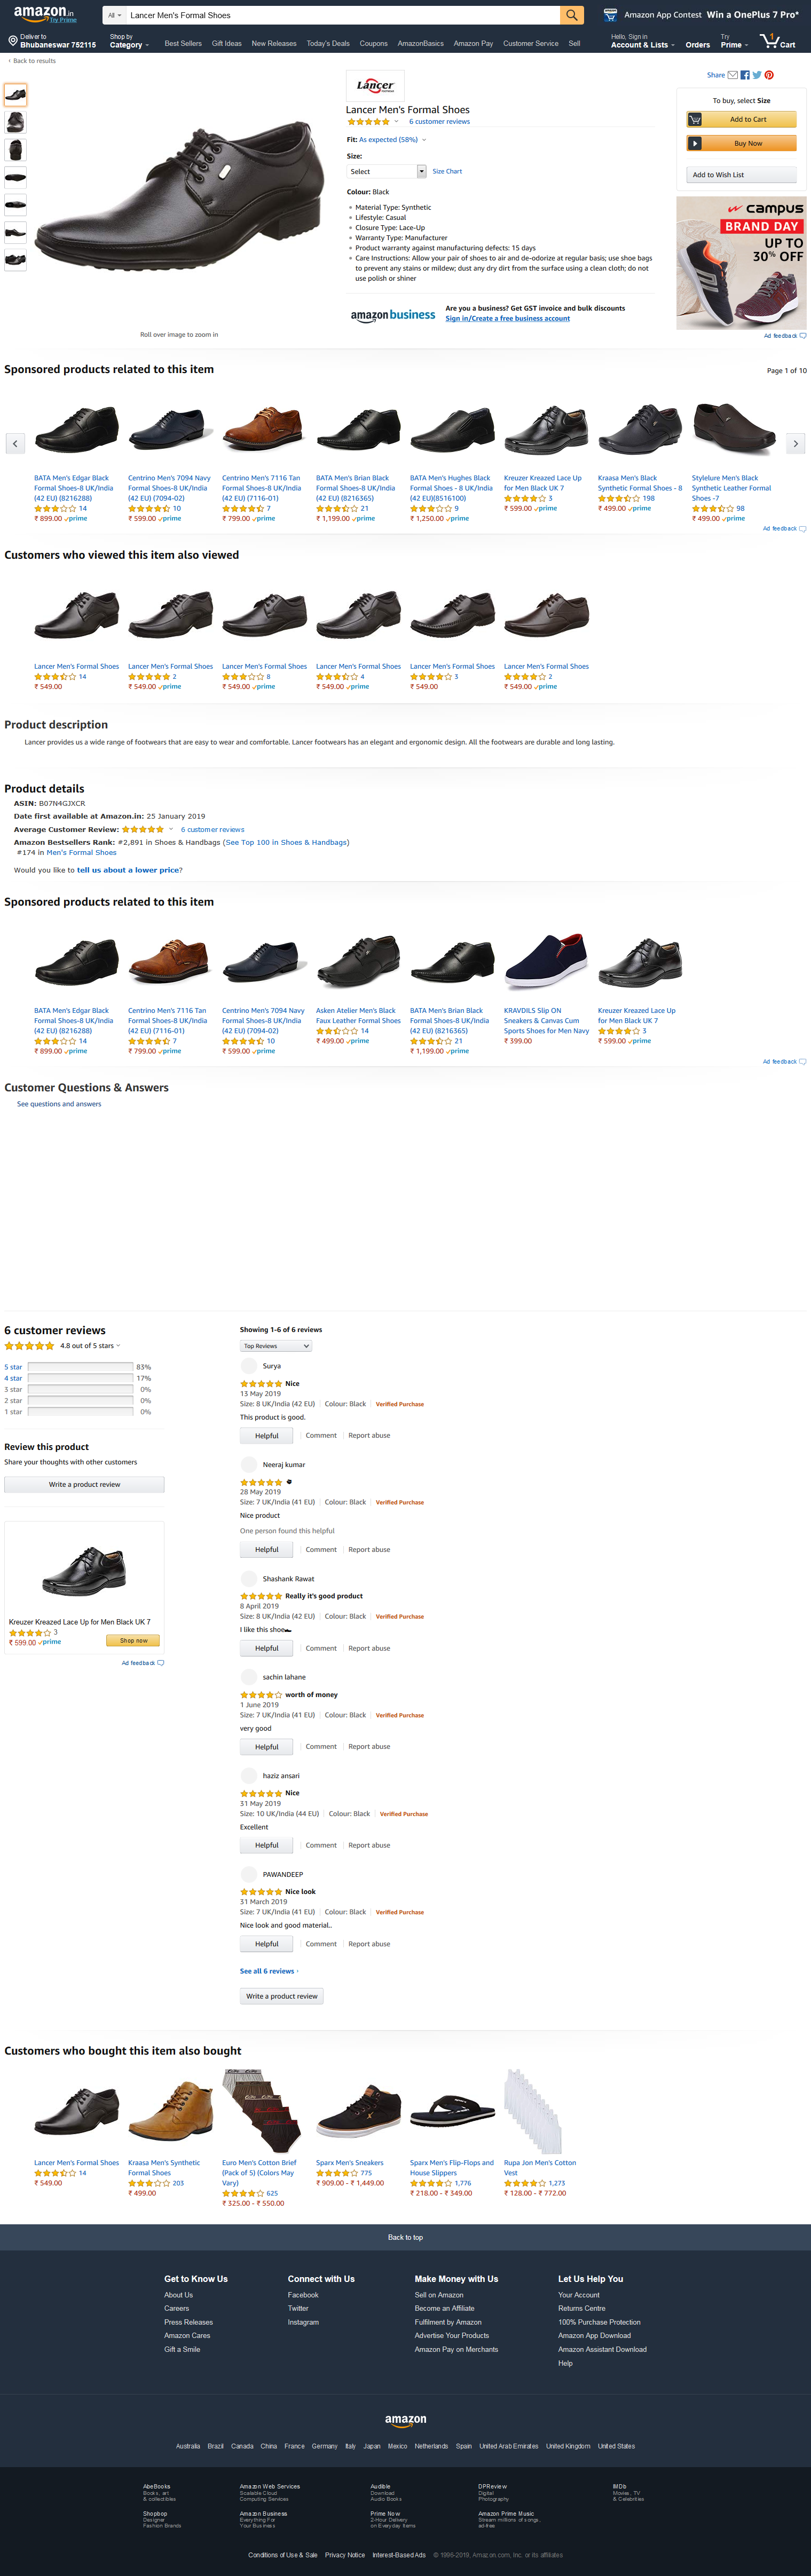 amazon.in
Try Prime
All
Lancer Men's Formal Shoes
Amazon App Contest Win a OnePlus 7 Pro*
Deliver to
Bhubaneswar 752115
Shop by
Category
Best Sellers Gift Ideas New Releases Today's Deals Coupons AmazonBasics Amazon Pay Customer Service Sell
Hello, Sign in
Account & Lists
Orders
Try
Prime
1
Cart
‹ Back to results
Share
Lancer
Lancer Men's Formal Shoes
6 customer reviews
Fit: As expected (58%)
Size:
Select
Size Chart
Colour: Black
• Material Type: Synthetic
• Lifestyle: Casual
• Closure Type: Lace-Up
• Warranty Type: Manufacturer
• Product warranty against manufacturing defects: 15 days
• Care Instructions: Allow your pair of shoes to air and de-odorize at regular basis; use shoe bags
to prevent any stains or mildew; dust any dry dirt from the surface using a clean cloth; do not
use polish or shiner
amazon business
Are you a business? Get GST invoice and bulk discounts
Sign in/Create a free business account
Roll over image to zoom in
To buy, select Size
Add to Cart
Buy Now
Add to Wish List
campus
BRAND DAY
UP TO
30% OFF
Ad feedback
Sponsored products related to this item
Page 1 of 10
BATA Men's Edgar Black
Formal Shoes-8 UK/India
(42 EU) (8216288)
14
₹ 899.00 prime
Centrino Men's 7094 Navy
Formal Shoes-8 UK/India
(42 EU) (7094-02)
10
₹ 599.00 prime
Centrino Men's 7116 Tan
Formal Shoes-8 UK/India
(42 EU) (7116-01)
7
₹ 799.00 prime
BATA Men's Brian Black
Formal Shoes-8 UK/India
(42 EU) (8216365)
21
₹ 1,199.00 prime
BATA Men's Hughes Black
Formal Shoes - 8 UK/India
(42 EU)(8516100)
9
₹ 1,250.00 prime
Kreuzer Kreazed Lace Up
for Men Black UK 7
3
₹ 599.00 prime
Kraasa Men's Black
Synthetic Formal Shoes - 8
198
₹ 499.00 prime
Stylelure Men's Black
Synthetic Leather Formal
Shoes -7
98
₹ 499.00 prime
Ad feedback
Customers who viewed this item also viewed
Lancer Men's Formal Shoes
14
₹ 549.00
Lancer Men's Formal Shoes
2
₹ 549.00 prime
Lancer Men's Formal Shoes
8
₹ 549.00 prime
Lancer Men's Formal Shoes
4
₹ 549.00 prime
Lancer Men's Formal Shoes
3
₹ 549.00
Lancer Men's Formal Shoes
2
₹ 549.00 prime
Product description
Lancer provides us a wide range of footwears that are easy to wear and comfortable. Lancer footwears has an elegant and ergonomic design. All the footwears are durable and long lasting.
Product details
ASIN: B07N4GJXCR
Date first available at Amazon.in: 25 January 2019
Average Customer Review: 6 customer reviews
Amazon Bestsellers Rank: #2,891 in Shoes & Handbags (See Top 100 in Shoes & Handbags)
#174 in Men's Formal Shoes
Would you like to tell us about a lower price?
Sponsored products related to this item
BATA Men's Edgar Black
Formal Shoes-8 UK/India
(42 EU) (8216288)
14
₹ 899.00 prime
Centrino Men's 7116 Tan
Formal Shoes-8 UK/India
(42 EU) (7116-01)
7
₹ 799.00 prime
Centrino Men's 7094 Navy
Formal Shoes-8 UK/India
(42 EU) (7094-02)
10
₹ 599.00 prime
Asken Atelier Men's Black
Faux Leather Formal Shoes
14
₹ 499.00 prime
BATA Men's Brian Black
Formal Shoes-8 UK/India
(42 EU) (8216365)
21
₹ 1,199.00 prime
KRAVDILS Slip ON
Sneakers & Canvas Cum
Sports Shoes for Men Navy
₹ 399.00
Kreuzer Kreazed Lace Up
for Men Black UK 7
3
₹ 599.00 prime
Ad feedback
Customer Questions & Answers
See questions and answers
6 customer reviews
4.8 out of 5 stars
5 star 83%
4 star 17%
3 star 0%
2 star 0%
1 star 0%
Review this product
Share your thoughts with other customers
Write a product review
Kreuzer Kreazed Lace Up for Men Black UK 7
3
₹ 599.00 prime
Shop now
Ad feedback
Showing 1-6 of 6 reviews
Top Reviews
Surya
Nice
13 May 2019
Size: 8 UK/India (42 EU) Colour: Black Verified Purchase
This product is good.
Helpful Comment Report abuse
Neeraj kumar
28 May 2019
Size: 7 UK/India (41 EU) Colour: Black Verified Purchase
Nice product
One person found this helpful
Helpful Comment Report abuse
Shashank Rawat
Really it's good product
8 April 2019
Size: 8 UK/India (42 EU) Colour: Black Verified Purchase
I like this shoe
Helpful Comment Report abuse
sachin lahane
worth of money
1 June 2019
Size: 7 UK/India (41 EU) Colour: Black Verified Purchase
very good
Helpful Comment Report abuse
haziz ansari
Nice
31 May 2019
Size: 10 UK/India (44 EU) Colour: Black Verified Purchase
Excellent
Helpful Comment Report abuse
PAWANDEEP
Nice look
31 March 2019
Size: 7 UK/India (41 EU) Colour: Black Verified Purchase
Nice look and good material..
Helpful Comment Report abuse
See all 6 reviews ›
Write a product review
Customers who bought this item also bought
Lancer Men's Formal Shoes
14
₹ 549.00
Kraasa Men's Synthetic
Formal Shoes
203
₹ 499.00
Euro Men's Cotton Brief
(Pack of 5) (Colors May
Vary)
625
₹ 325.00 - ₹ 550.00
Sparx Men's Sneakers
775
₹ 909.00 - ₹ 1,449.00
Sparx Men's Flip-Flops and
House Slippers
1,776
₹ 218.00 - ₹ 349.00
Rupa Jon Men's Cotton
Vest
1,273
₹ 128.00 - ₹ 772.00
Back to top
Get to Know Us
About Us
Careers
Press Releases
Amazon Cares
Gift a Smile
Connect with Us
Facebook
Twitter
Instagram
Make Money with Us
Sell on Amazon
Become an Affiliate
Fulfilment by Amazon
Advertise Your Products
Amazon Pay on Merchants
Let Us Help You
Your Account
Returns Centre
100% Purchase Protection
Amazon App Download
Amazon Assistant Download
Help
amazon
Australia Brazil Canada China France Germany Italy Japan Mexico Netherlands Spain United Arab Emirates United Kingdom United States
AbeBooks
Books, art
& collectibles
Amazon Web Services
Scalable Cloud
Computing Services
Audible
Download
Audio Books
DPReview
Digital
Photography
IMDb
Movies, TV
& Celebrities
Shopbop
Designer
Fashion Brands
Amazon Business
Everything For
Your Business
Prime Now
2-Hour Delivery
on Everyday Items
Amazon Prime Music
Stream millions of songs,
ad-free
Conditions of Use & Sale Privacy Notice Interest-Based Ads © 1996-2019, Amazon.com, Inc. or its affiliates